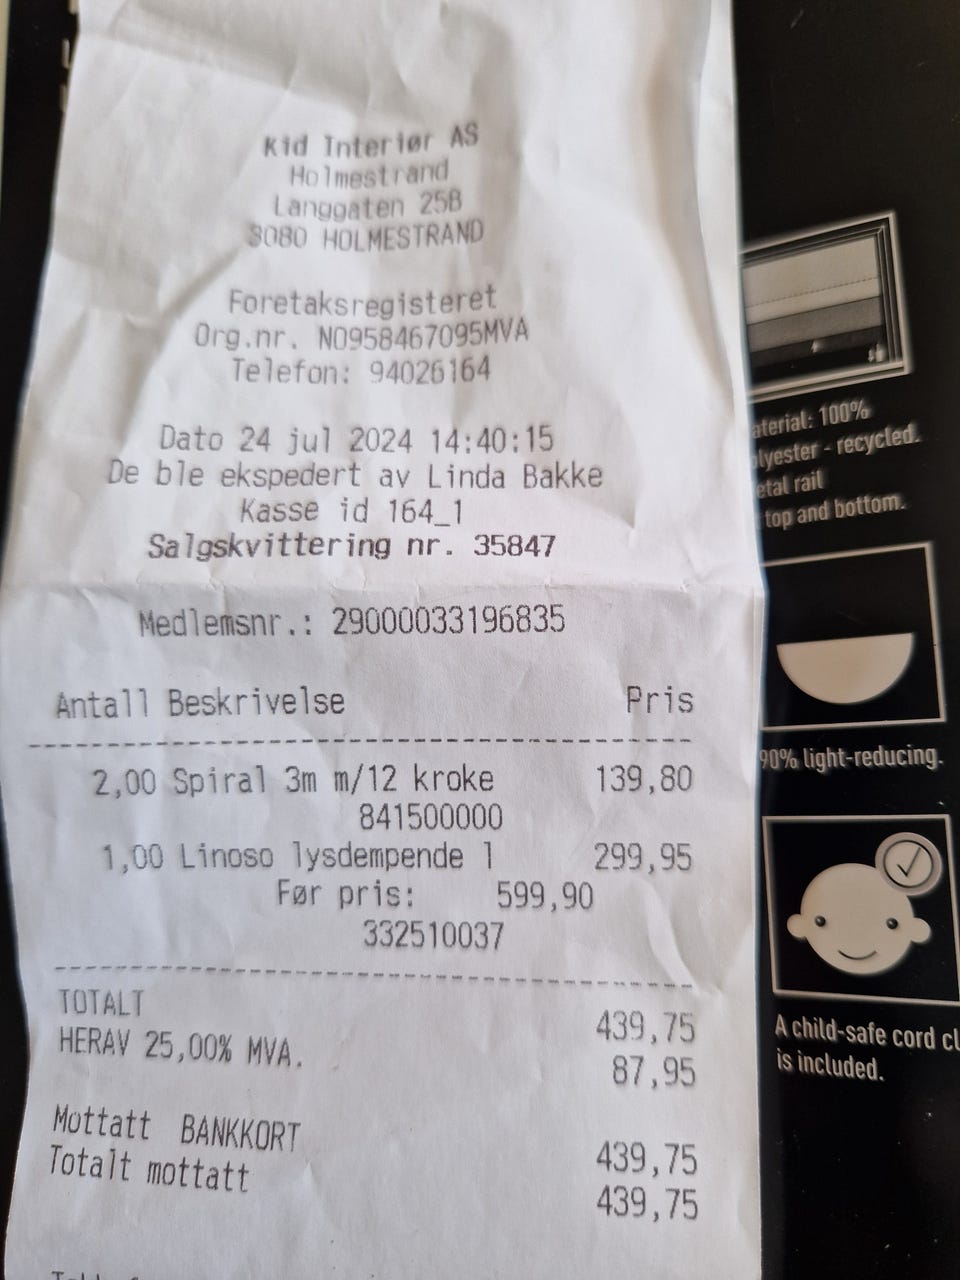 Kid Interiør AS
Holmestrand
Langgaten 25B
3080 HOLMESTRAND
Foretaksregisteret
Org.nr. NO958467095MVA
Telefon: 94026164
Dato 24 jul 2024 14:40:15
De ble ekspedert av Linda Bakke
Kasse id 164_1
Salgskvittering nr. 35847
Medlemsnr.: 29000033196835
Antall Beskrivelse Pris
2,00 Spiral 3m m/12 kroke 139,80
841500000
1,00 Linoso lysdempende l 299,95
Før pris: 599,90
332510037
TOTALT 439,75
HERAV 25,00% MVA. 87,95
Mottatt BANKKORT 439,75
Totalt mottatt 439,75
aterial: 100%
lyester - recycled.
etal rail
top and bottom.
90% light-reducing.
A child-safe cord cl
is included.